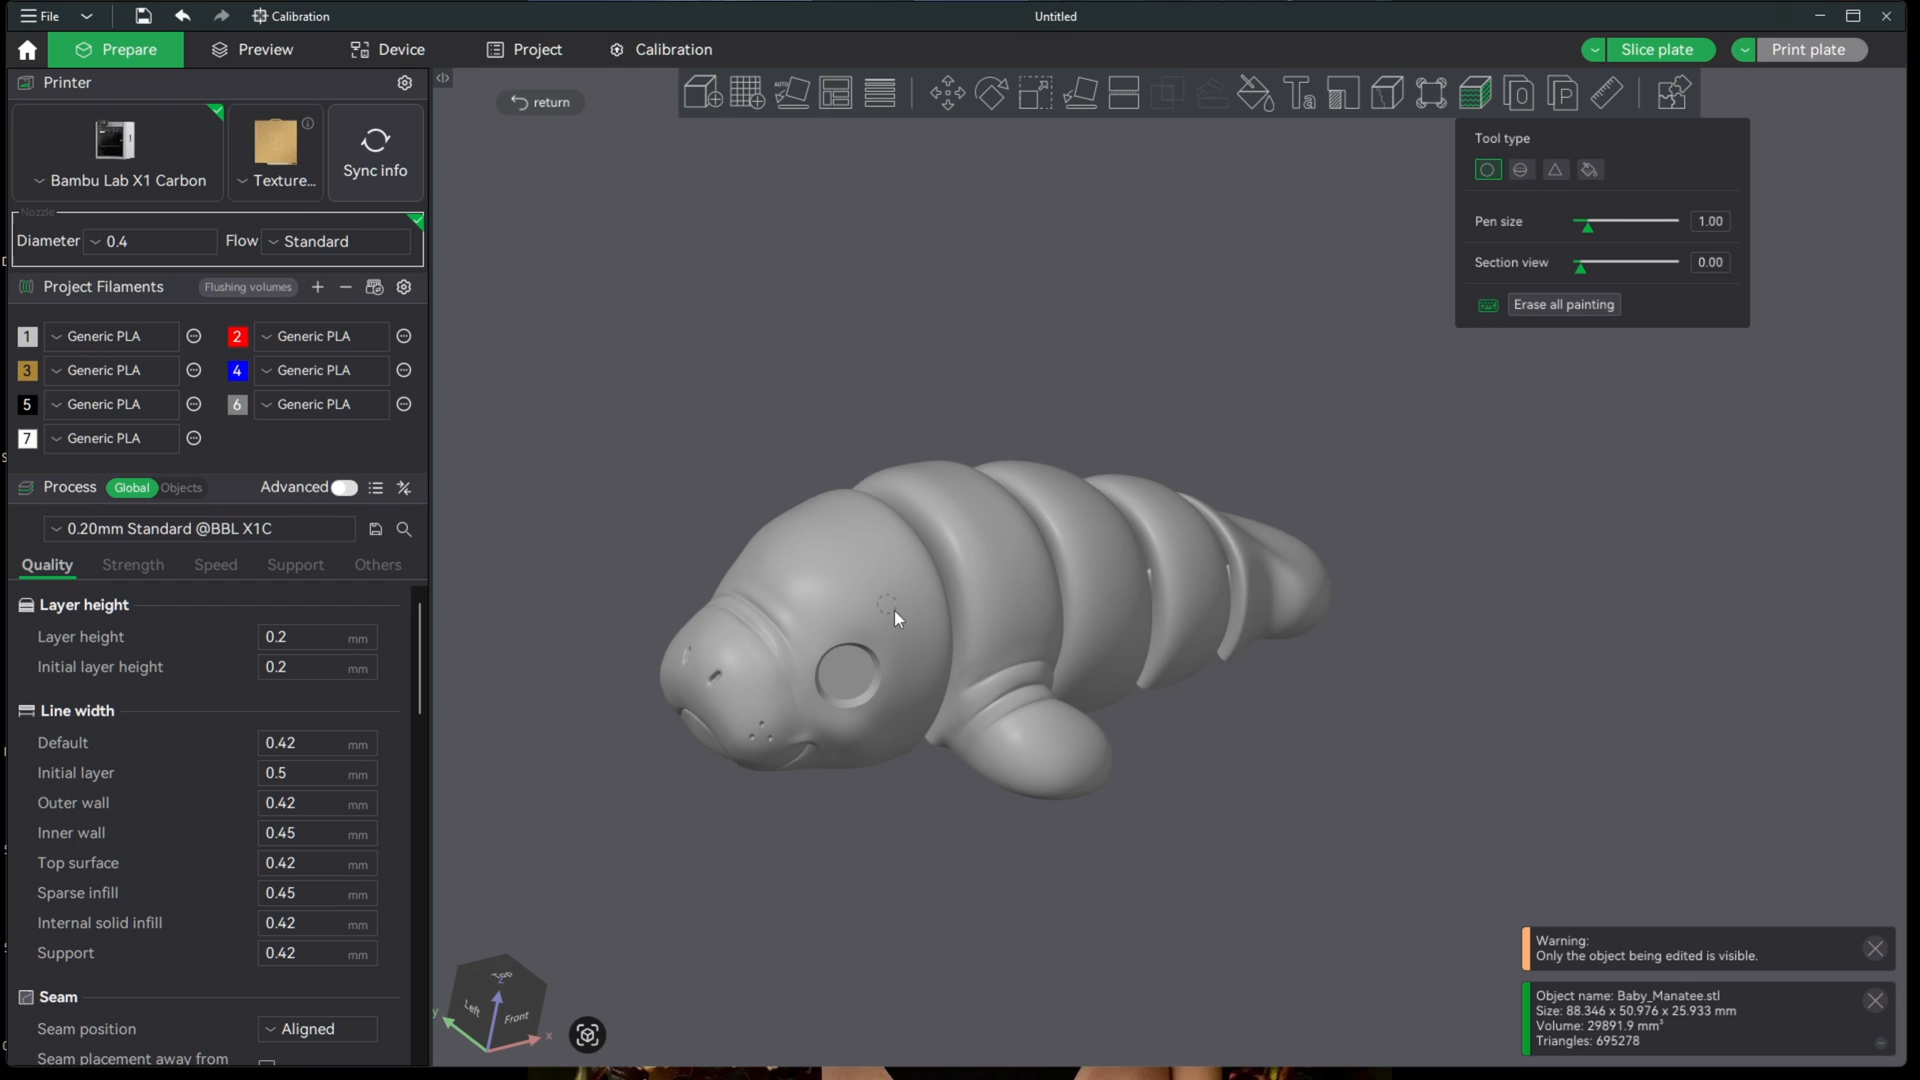 File
Calibration
Untitled
Prepare
Preview
Device
Project
Calibration
Slice plate
Print plate
Printer
return
Bambu Lab X1 Carbon
Texture...
Sync info
Nozzle
Diameter 0.4 Flow Standard
Project Filaments Flushing volumes
1 Generic PLA 2 Generic PLA
3 Generic PLA 4 Generic PLA
5 Generic PLA 6 Generic PLA
7 Generic PLA
Process Global Objects Advanced
0.20mm Standard @BBL X1C
Quality Strength Speed Support Others
Layer height
Layer height 0.2 mm
Initial layer height 0.2 mm
Line width
Default 0.42 mm
Initial layer 0.5 mm
Outer wall 0.42 mm
Inner wall 0.45 mm
Top surface 0.42 mm
Sparse infill 0.45 mm
Internal solid infill 0.42 mm
Support 0.42 mm
Seam
Seam position Aligned
Seam placement away from
AUTO
Ta
O
P
Tool type
Pen size 1.00
Section view 0.00
Erase all painting
Top
Left
Front
y
z
x
Warning:
Only the object being edited is visible.
Object name: Baby_Manatee.stl
Size: 88.346 x 50.976 x 25.933 mm
Volume: 29891.9 mm³
Triangles: 695278